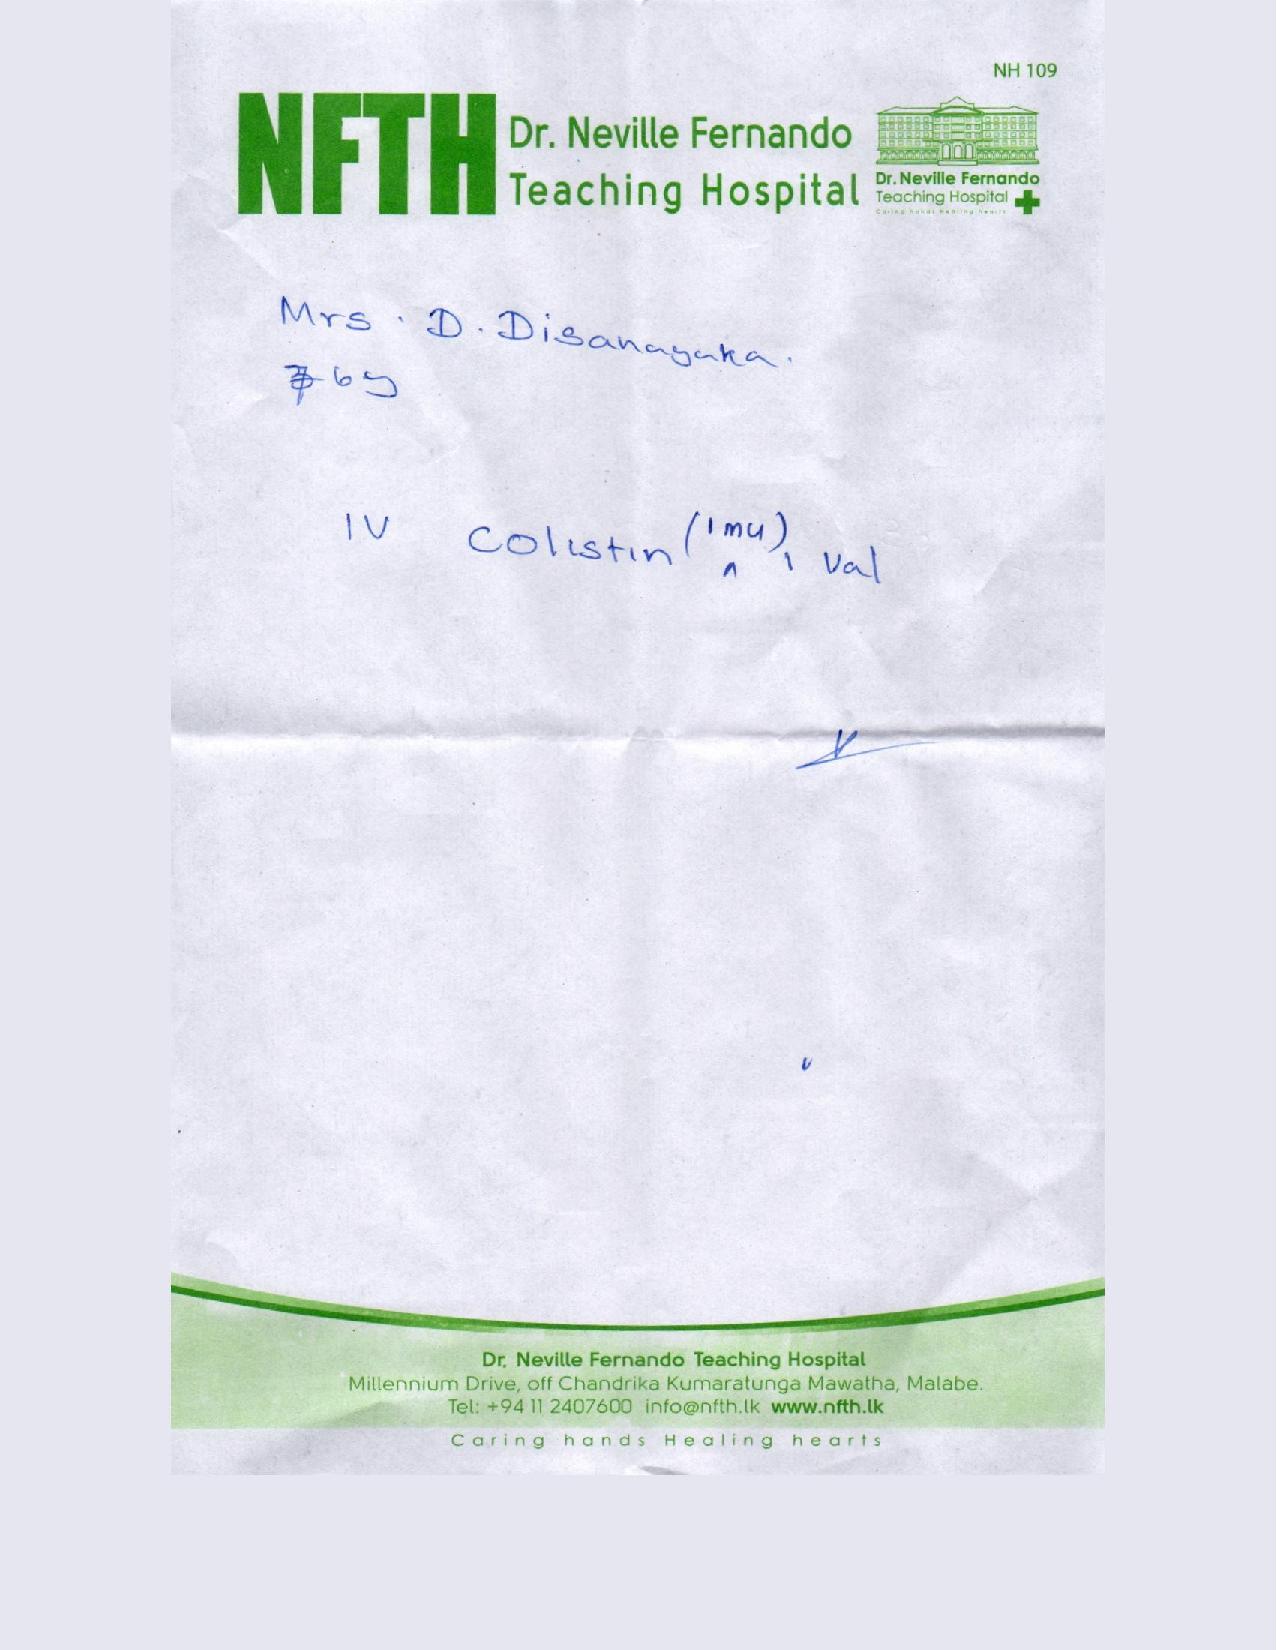 NH 109
NFTH Dr. Neville Fernando
Teaching Hospital
Dr. Neville Fernando
Teaching Hospital
Caring hands Healing hearts
Mrs. D. Disanayaka.
6y
IV Colistin (1 mu) 1 Val
Dr. Neville Fernando Teaching Hospital
Millennium Drive, off Chandrika Kumaratunga Mawatha, Malabe.
Tel: +94 11 2407600 info@nfth.lk www.nfth.lk
Caring hands Healing hearts